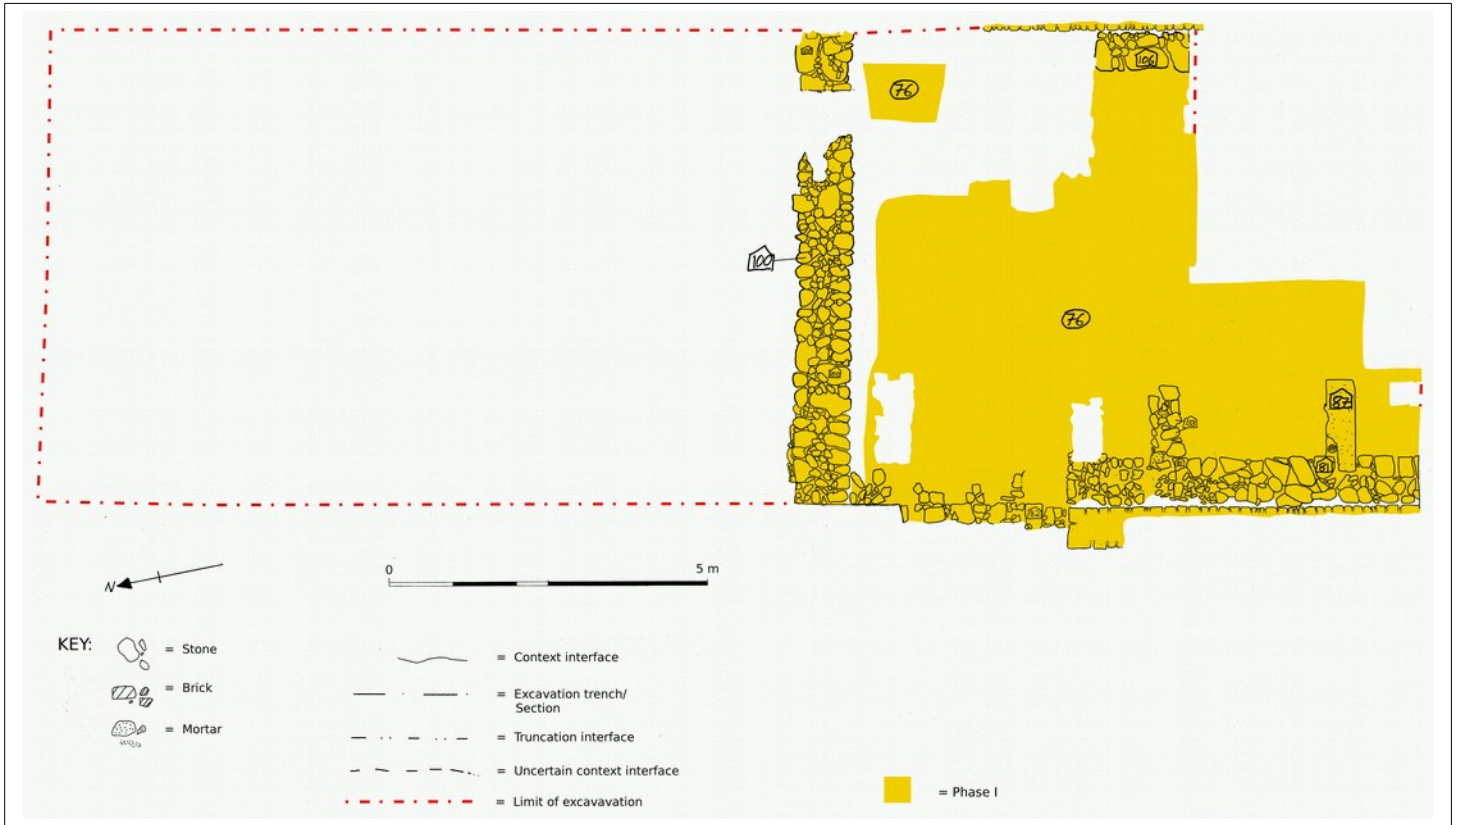 106
76
100
76
87
81
N
0 5 m
KEY:
= Stone
= Brick
= Mortar
= Context interface
= Excavation trench/
Section
= Truncation interface
= Uncertain context interface
= Limit of excavavation
= Phase I